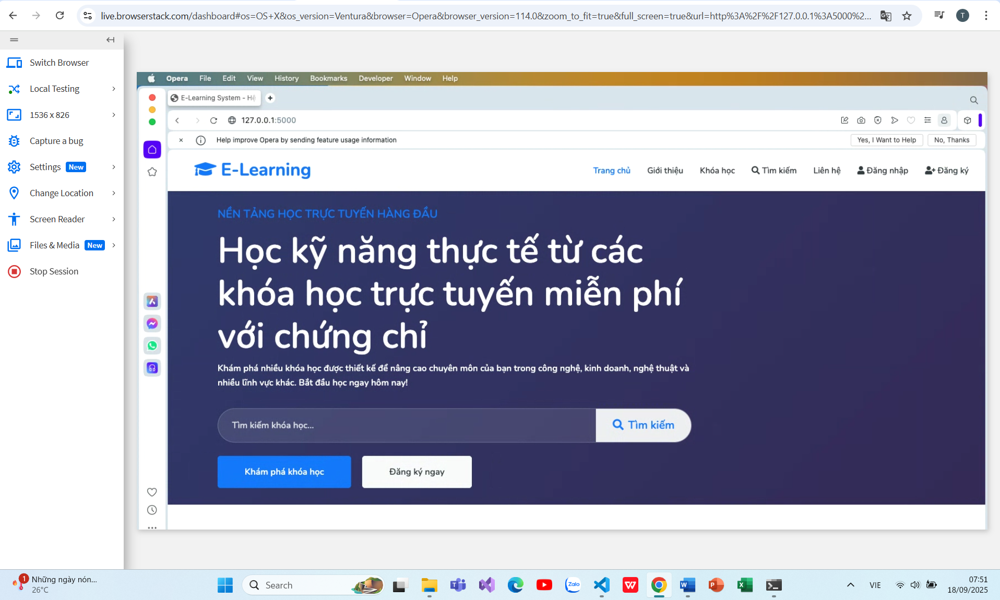 live.browserstack.com/dashboard#os=OS+X&os_version=Ventura&browser=Opera&browser_version=114.0&zoom_to_fit=true&full_screen=true&url=http%3A%2F%2F127.0.0.1%3A5000%2...
T
Switch Browser
Local Testing
1536 x 826
Capture a bug
Settings New
Change Location
Screen Reader
Files & Media New
Stop Session
Opera File Edit View History Bookmarks Developer Window Help
E-Learning System - Hệ
127.0.0.1:5000
Help improve Opera by sending feature usage information
Yes, I Want to Help
No, Thanks
E-Learning
Trang chủ
Giới thiệu
Khóa học
Tìm kiếm
Liên hệ
Đăng nhập
Đăng ký
NỀN TẢNG HỌC TRỰC TUYẾN HÀNG ĐẦU
Học kỹ năng thực tế từ các
khóa học trực tuyến miễn phí
với chứng chỉ
Khám phá nhiều khóa học được thiết kế để nâng cao chuyên môn của bạn trong công nghệ, kinh doanh, nghệ thuật và
nhiều lĩnh vực khác. Bắt đầu học ngay hôm nay!
Tìm kiếm khóa học...
Tìm kiếm
Khám phá khóa học
Đăng ký ngay
1
Những ngày nón...
26°C
Search
Zalo
VIE
07:51
18/09/2025